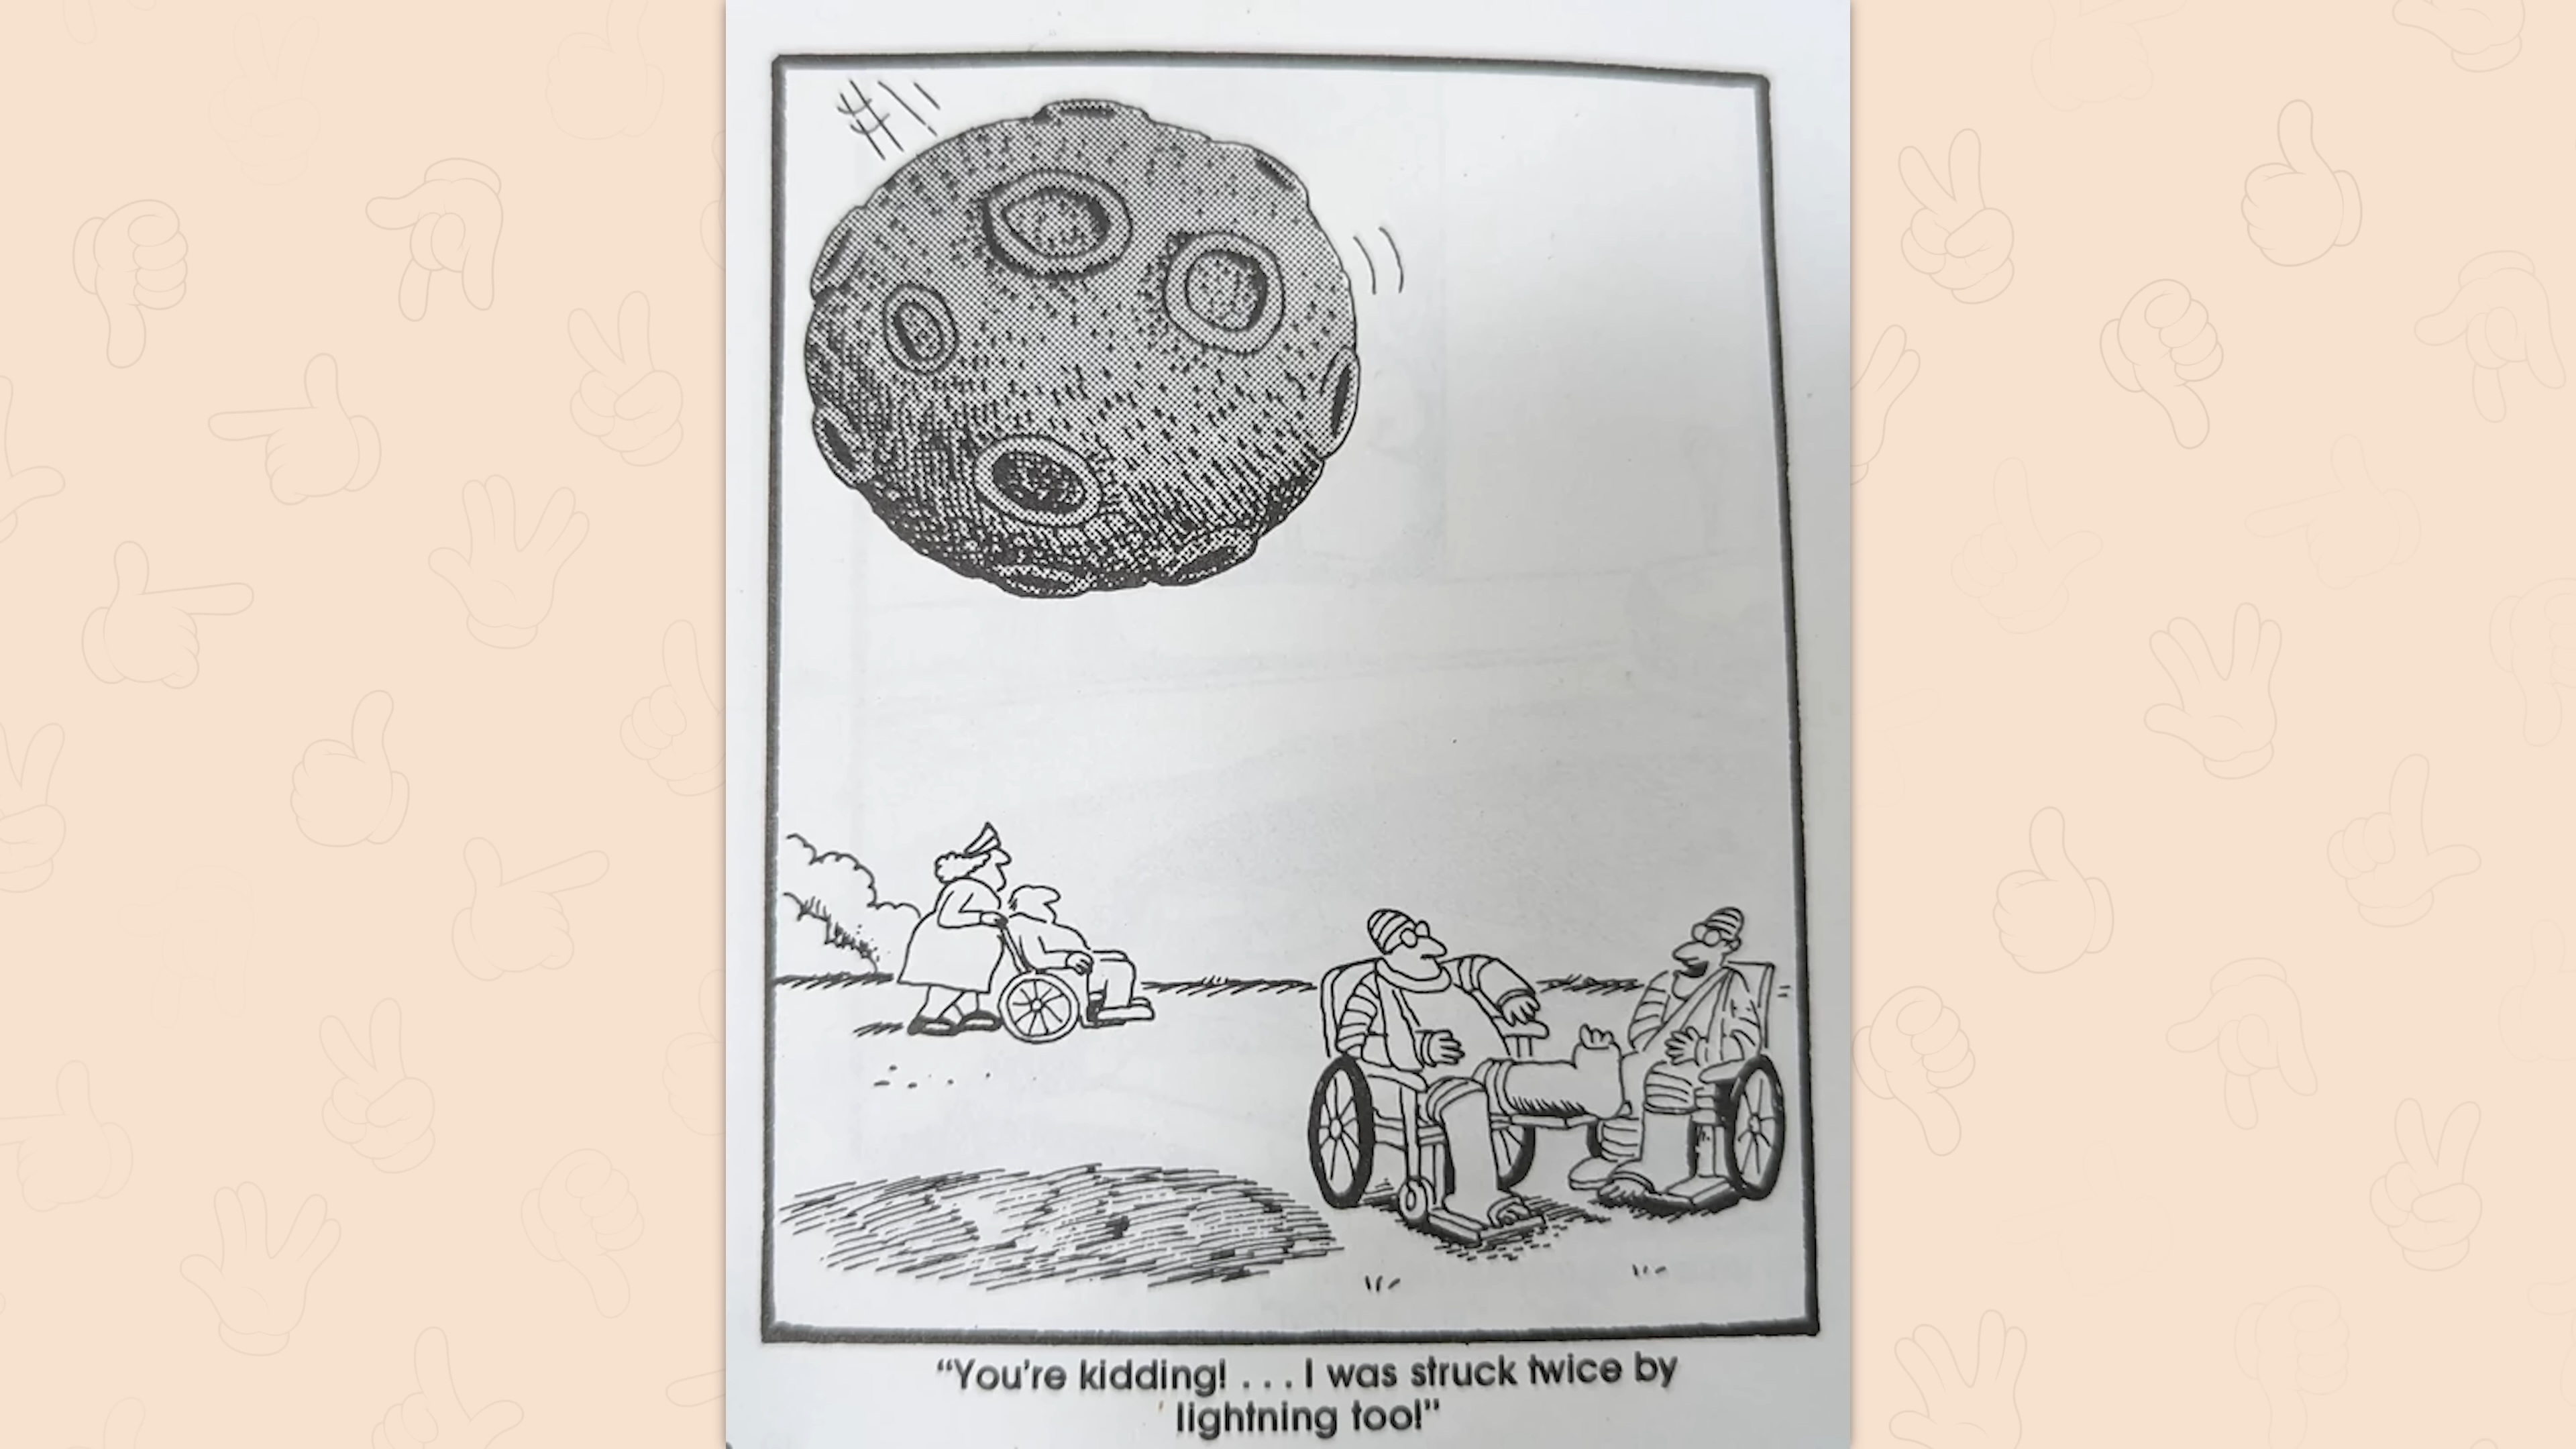 “You’re kidding! . . . I was struck twice by
lightning too!”